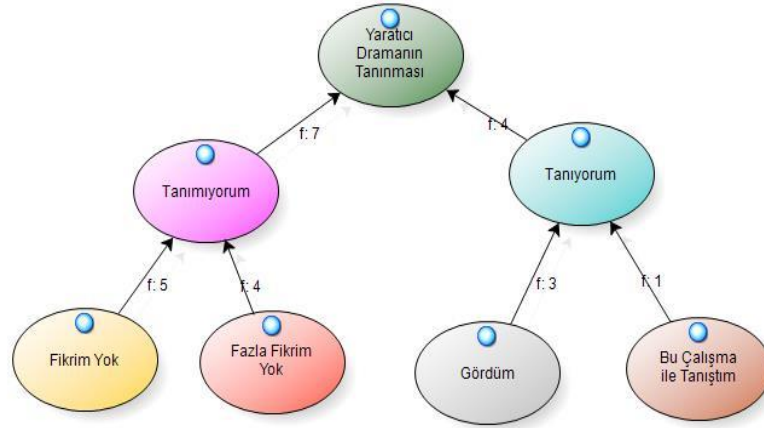 Yaratıcı
Dramanın
Tanınması
f: 7
f: 4
Tanımıyorum
Tanıyorum
f: 5
f: 4
f: 3
f: 1
Fikrim Yok
Fazla Fikrim
Yok
Gördüm
Bu Çalışma
ile Tanıştım